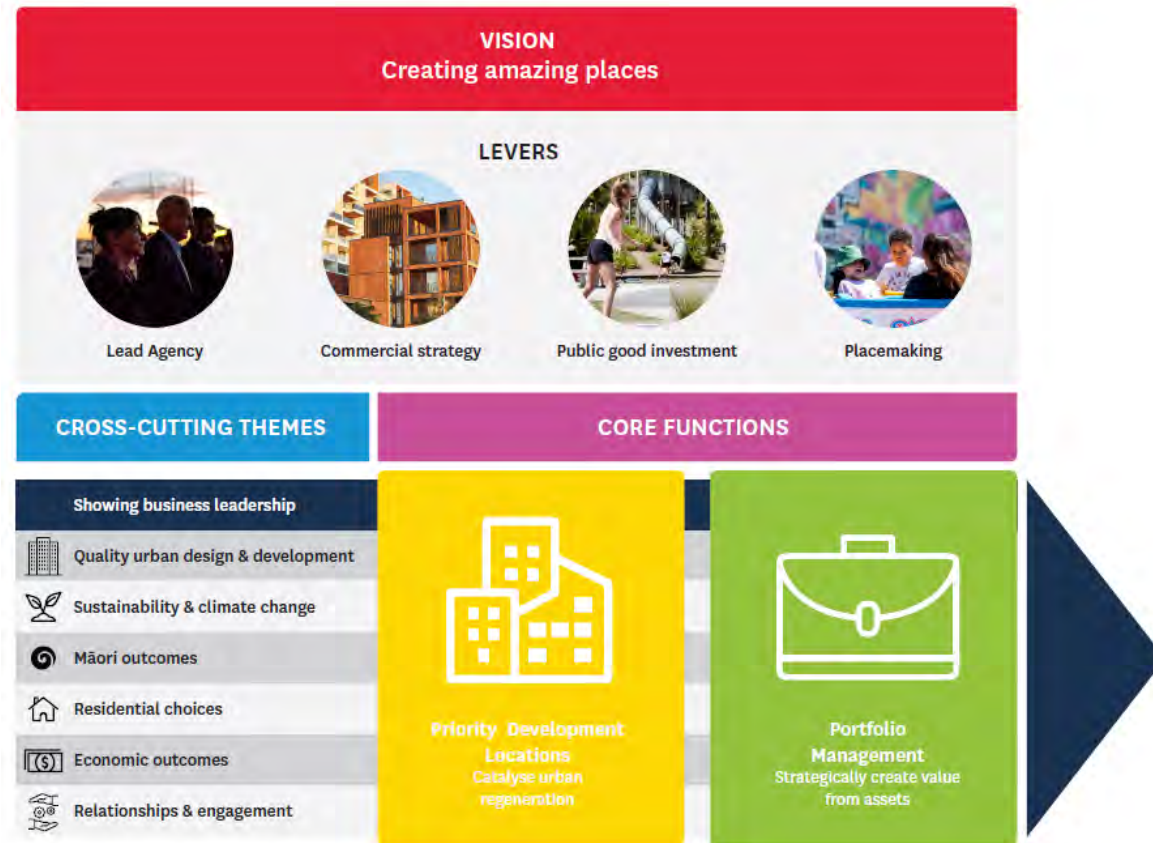 VISION
Creating amazing places
LEVERS
Lead Agency
Commercial strategy
Public good investment
Placemaking
CROSS-CUTTING THEMES
CORE FUNCTIONS
Showing business leadership
Quality urban design & development
Sustainability & climate change
Māori outcomes
Residential choices
Economic outcomes
Relationships & engagement
Priority Development
Locations
Catalyse urban
regeneration
Portfolio
Management
Strategically create value
from assets